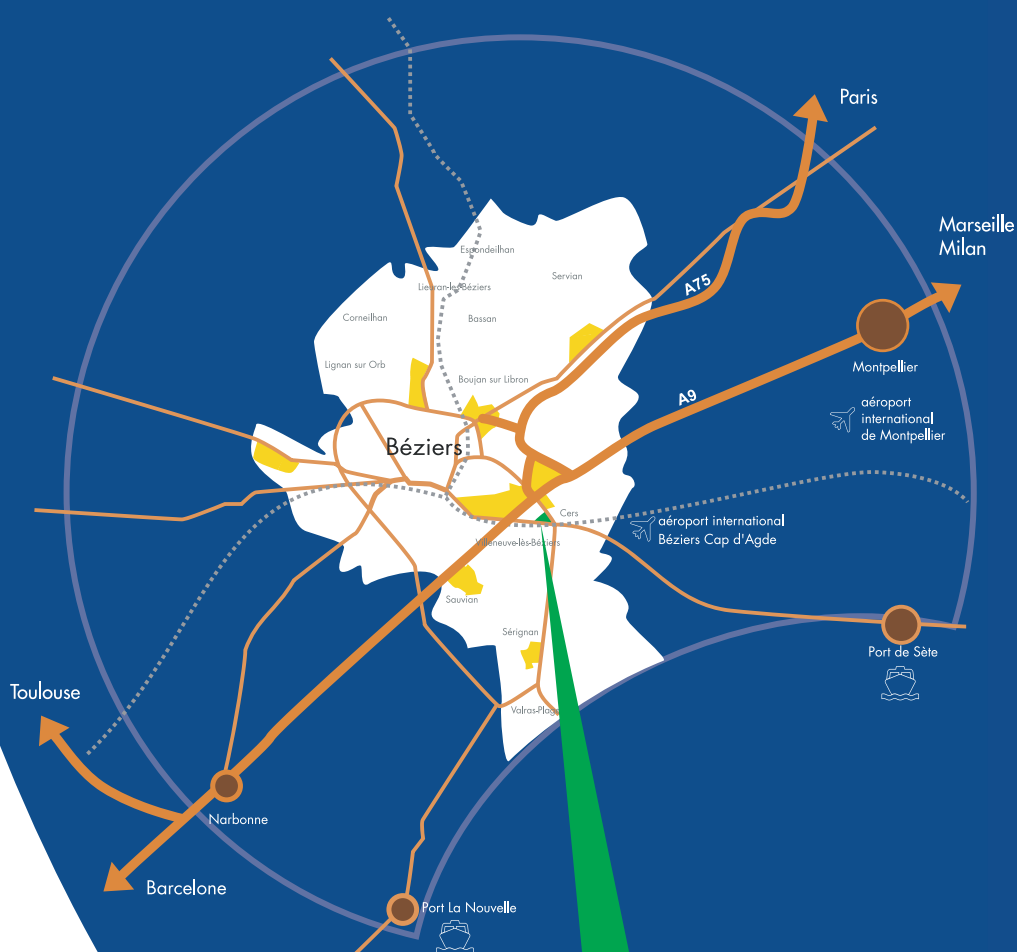 Paris
Marseille
Milan
Espondeilhan
Servian
A75
Lieuran-les-Béziers
Corneilhan
Bassan
Lignan sur Orb
Montpellier
Boujan sur Libron
A9
aéroport
international
de Montpellier
Béziers
Cers
aéroport international
Béziers Cap d'Agde
Villeneuve-lès-Béziers
Sauvian
Sérignan
Port de Sète
Toulouse
Valras-Plage
Narbonne
Barcelone
Port La Nouvelle